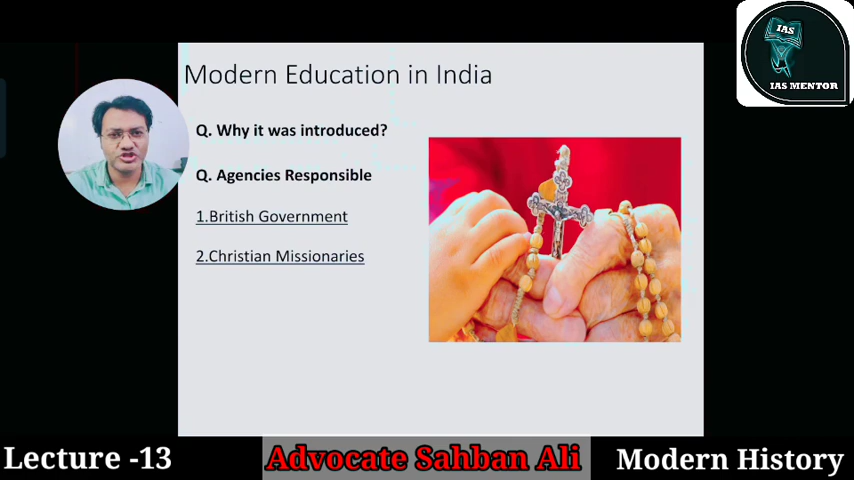 IAS
IAS MENTOR
Modern Education in India
Q. Why it was introduced?
Q. Agencies Responsible
1.British Government
2.Christian Missionaries
Lecture -13
Advocate Sahban Ali
Modern History